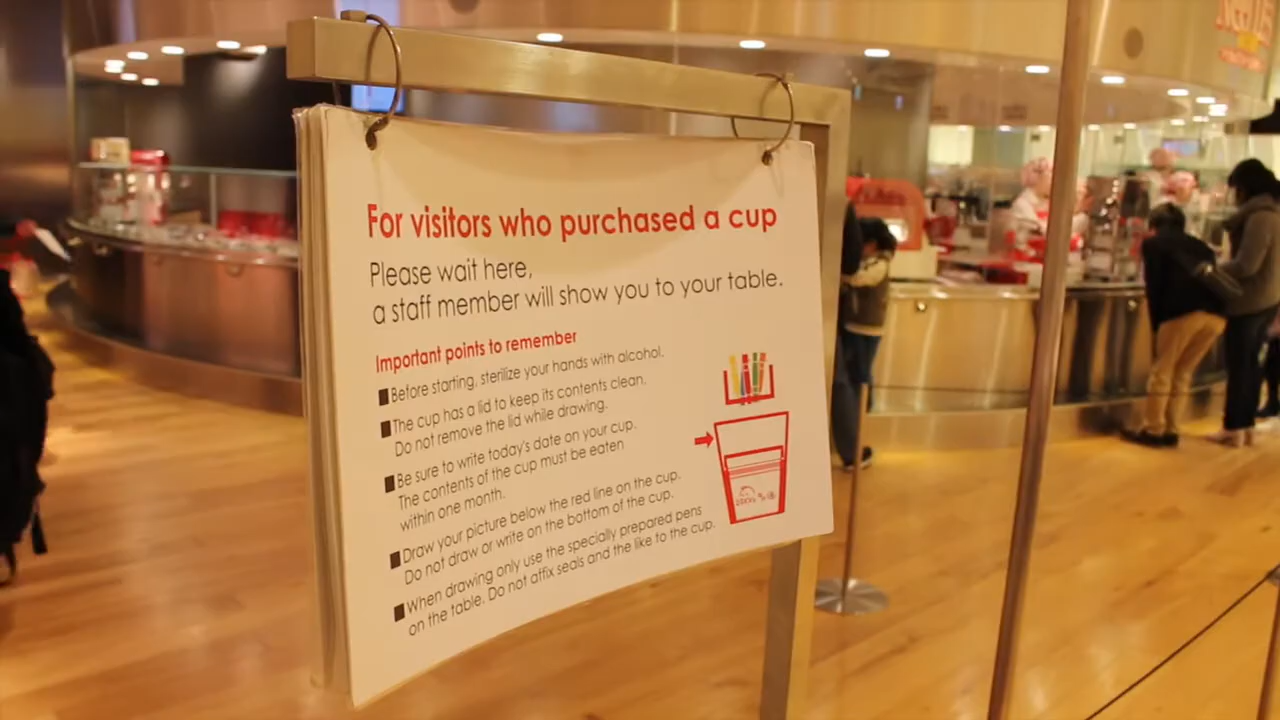 For visitors who purchased a cup
Please wait here,
a staff member will show you to your table.
Important points to remember
■Before starting, sterilize your hands with alcohol.
■The cup has a lid to keep its contents clean.
Do not remove the lid while drawing.
■Be sure to write today's date on your cup.
The contents of the cup must be eaten
within one month.
■Draw your picture below the red line on the cup.
Do not draw or write on the bottom of the cup.
■When drawing only use the specially prepared pens
on the table. Do not affix seals and the like to the cup.